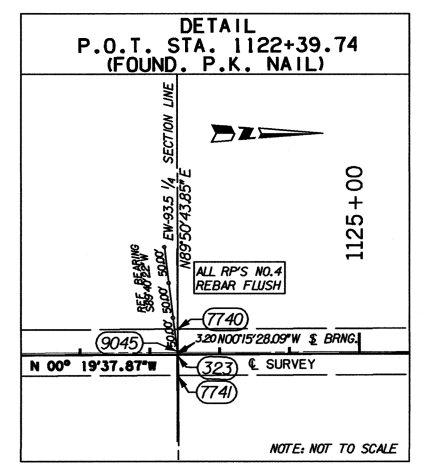 DETAIL
P.O.T. STA. 1122+39.74
(FOUND. P.K. NAIL)
EW-93.5 1/4 SECTION LINE
N89°50'43.85"E
N
1125+00
REF BEARING
S89°40'22"W
50.00' 50.00' 50.00'
ALL RP'S NO.4
REBAR FLUSH
7740
9045
3.20 N00°15'28.09"W $ BRNG.
N 00° 19'37.87"W
323
℄ SURVEY
7741
NOTE: NOT TO SCALE